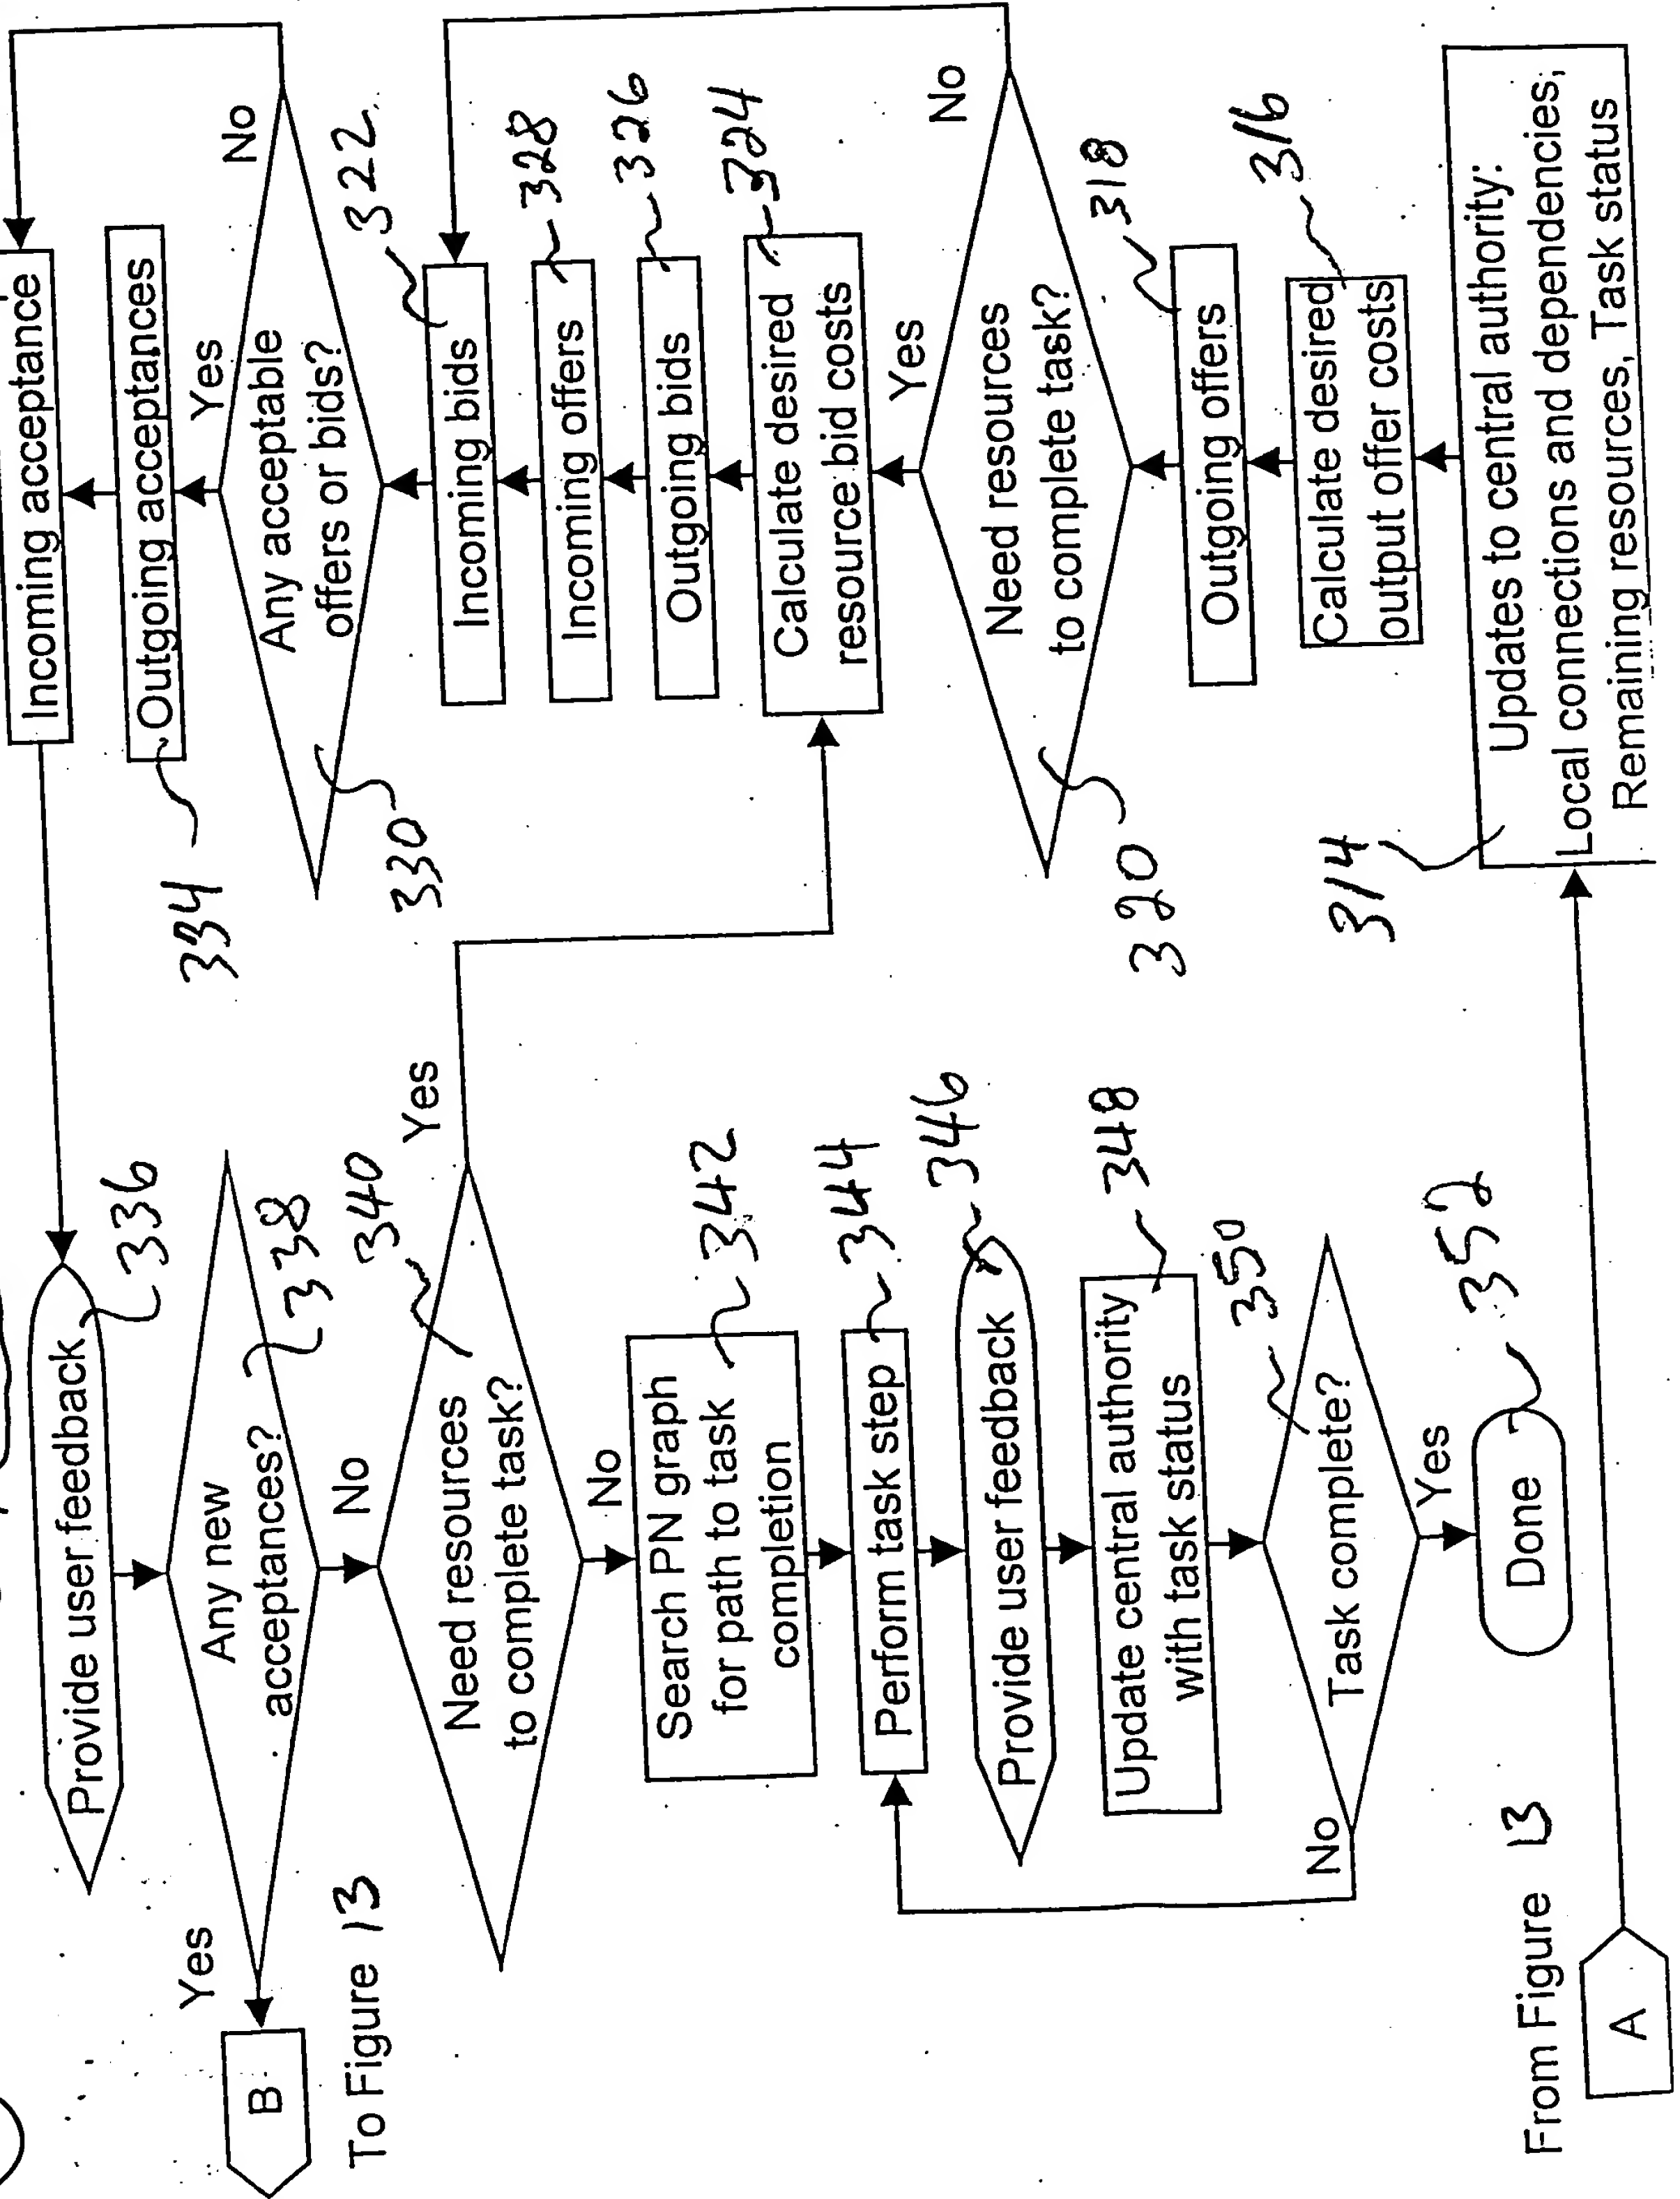 Provide user feedback
336
Any new
acceptances?
338
Yes
B
To Figure 13
No
Need resources
to complete task?
340
Yes
No
Search PN graph
for path to task
completion
342
Perform task step
344
Provide user feedback
346
Update central authority
with task status
348
Task complete?
350
No
Yes
Done
352
From Figure 13
A
Incoming acceptance
Outgoing acceptances
334
Yes
No
Any acceptable
offers or bids?
330
Incoming bids
322
Incoming offers
328
Outgoing bids
326
Calculate desired
resource bid costs
324
Yes
No
Need resources
to complete task?
320
Outgoing offers
318
Calculate desired
output offer costs
316
Updates to central authority:
Local connections and dependencies,
Remaining resources, Task status
314